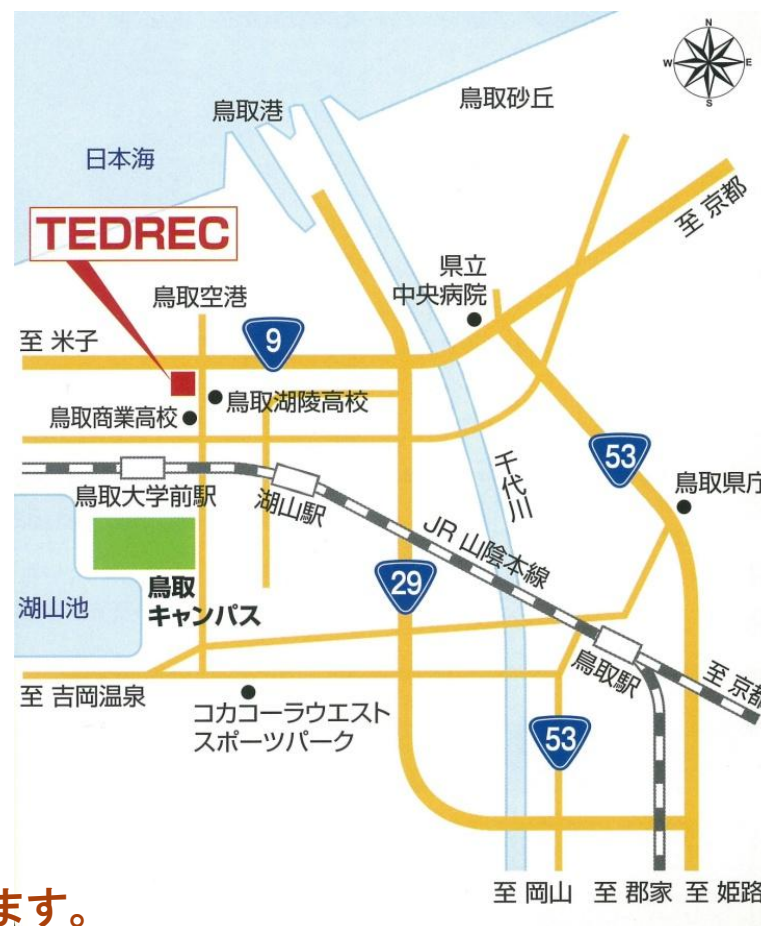 N
W
E
S
鳥取港
鳥取砂丘
日本海
至 京都
TEDREC
県立
中央病院
鳥取空港
至 米子
9
鳥取湖陵高校
鳥取商業高校
53
千代川
鳥取県庁
鳥取大学前駅
湖山駅
JR 山陰本線
29
鳥取
キャンパス
湖山池
鳥取駅
至 京都
至 吉岡温泉
コカコーラウエスト
スポーツパーク
53
至 岡山
至 郡家
至 姫路
ます。